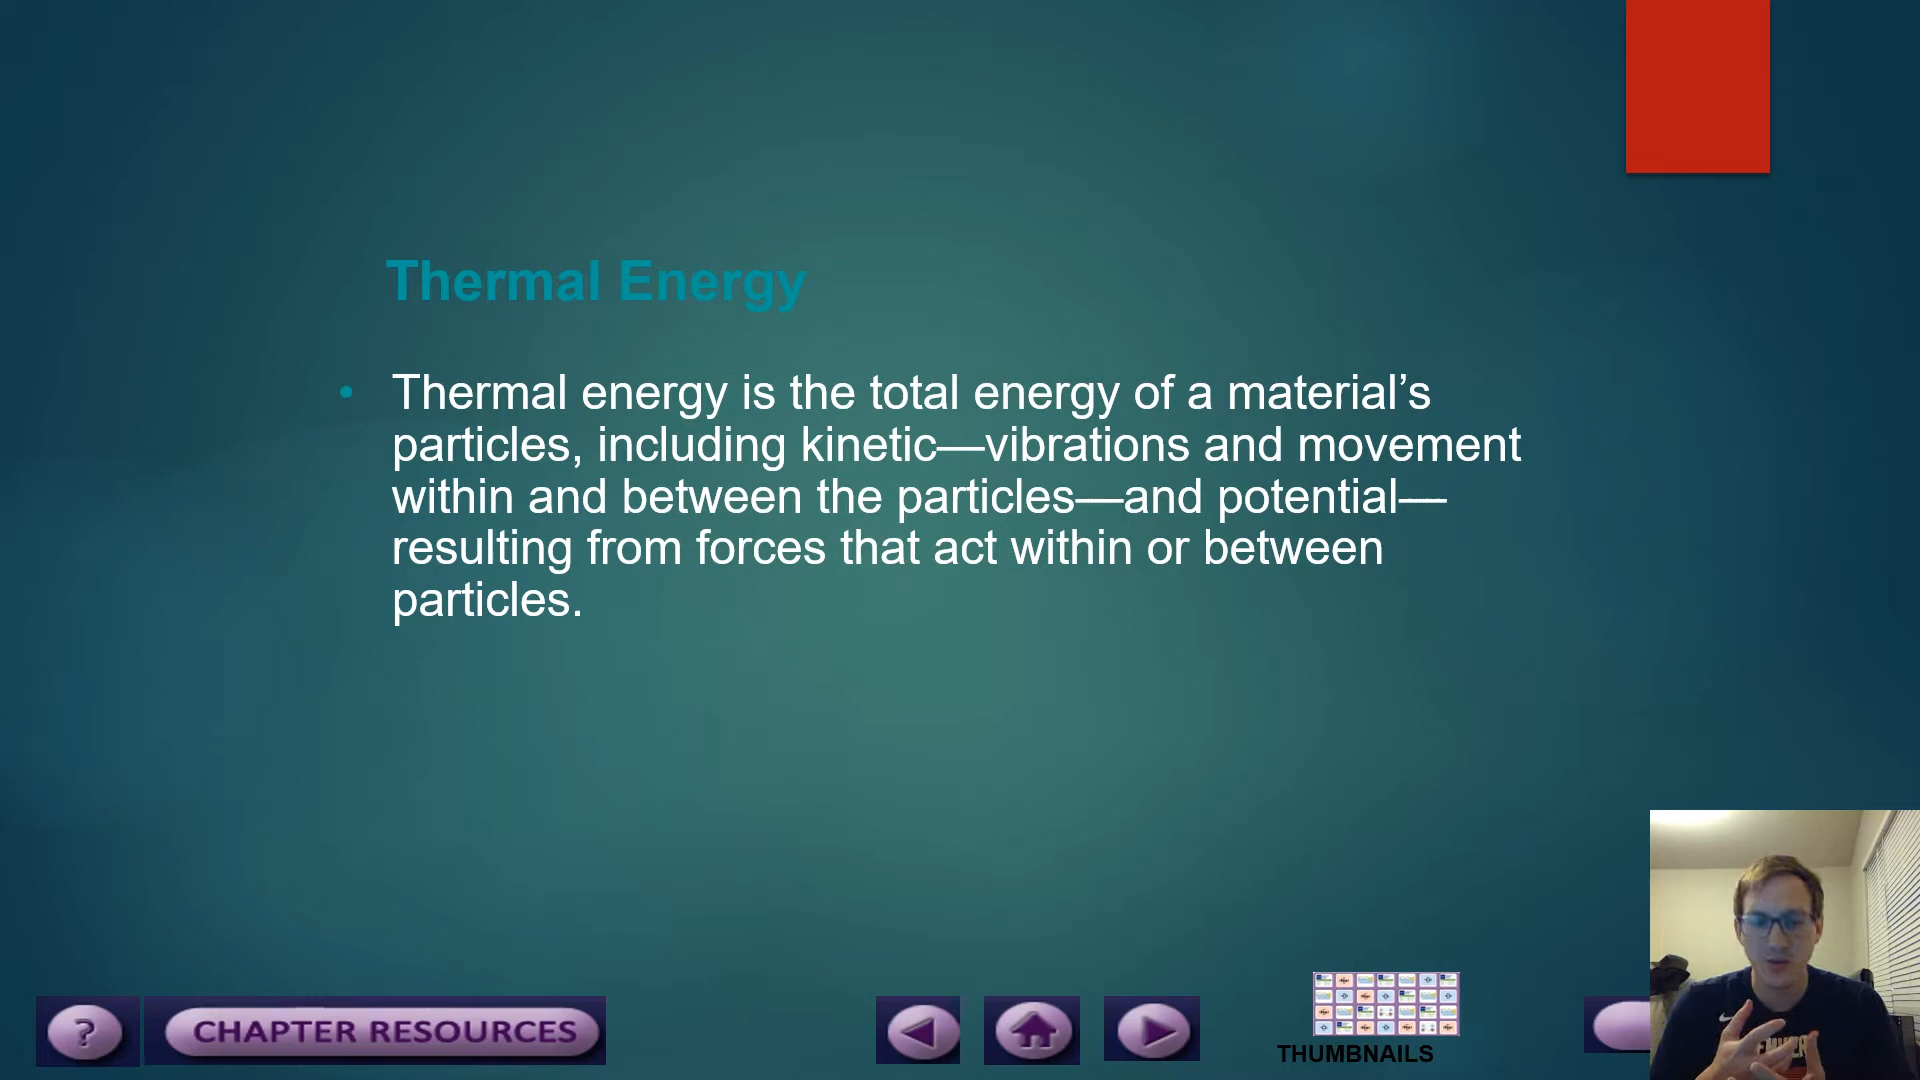 Thermal Energy
• Thermal energy is the total energy of a material’s
particles, including kinetic—vibrations and movement
within and between the particles—and potential—
resulting from forces that act within or between
particles.
?
CHAPTER RESOURCES
THUMBNAILS